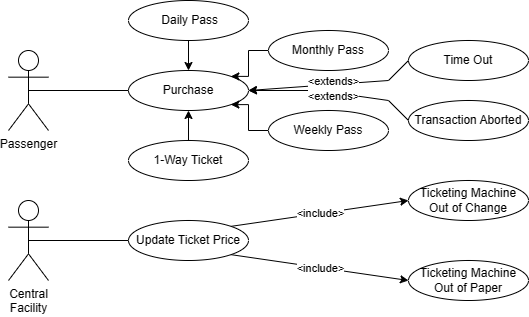 Daily Pass
Monthly Pass
Time Out
<extends>
Purchase
<extends>
Transaction Aborted
Weekly Pass
Passenger
1-Way Ticket
Ticketing Machine
Out of Change
<include>
Update Ticket Price
<include>
Ticketing Machine
Out of Paper
Central
Facility